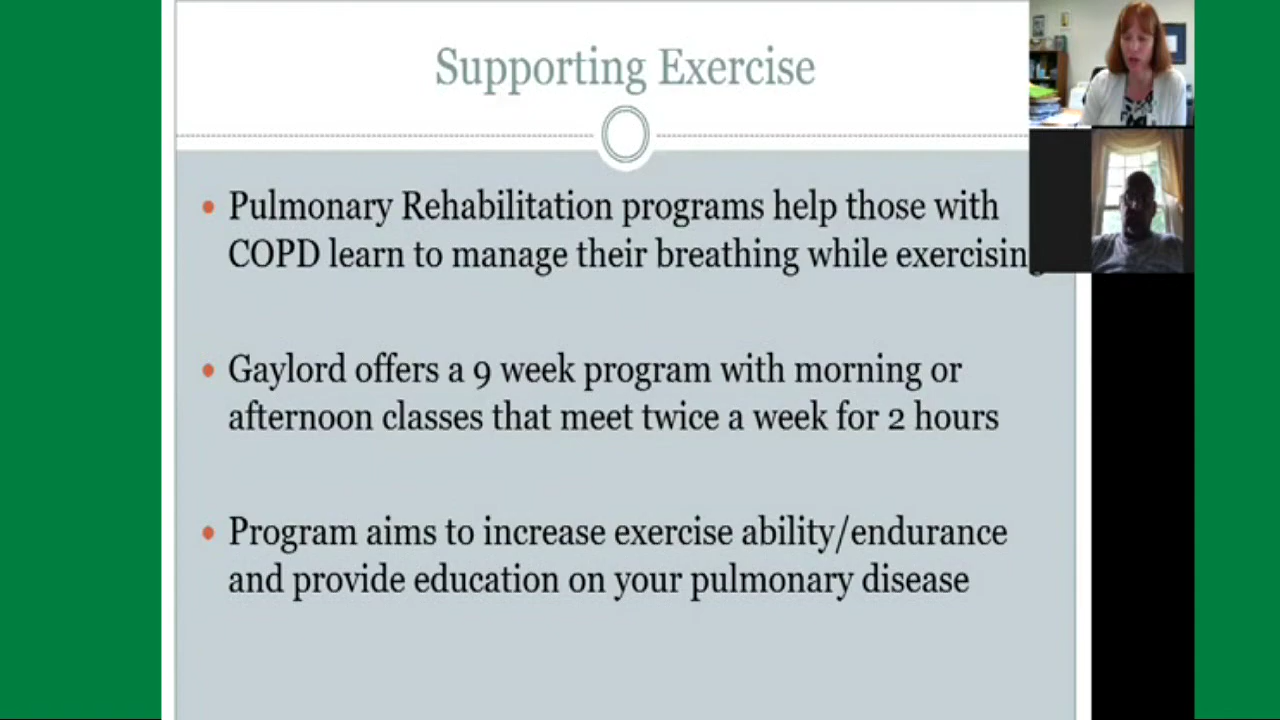 Supporting Exercise
• Pulmonary Rehabilitation programs help those with
COPD learn to manage their breathing while exercising
• Gaylord offers a 9 week program with morning or
afternoon classes that meet twice a week for 2 hours
• Program aims to increase exercise ability/endurance
and provide education on your pulmonary disease